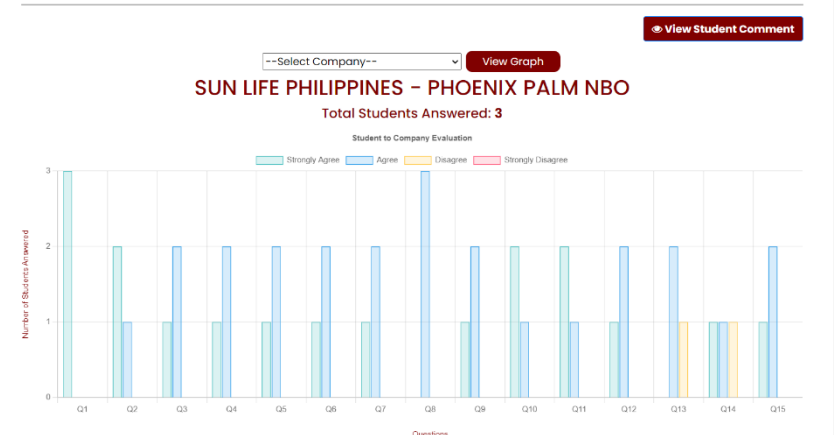 View Student Comment
--Select Company-- View Graph
SUN LIFE PHILIPPINES - PHOENIX PALM NBO
Total Students Answered: 3
Student to Company Evaluation
Strongly Agree Agree Disagree Strongly Disagree
3
2
1
0
Number of Students Answered
Q1 Q2 Q3 Q4 Q5 Q6 Q7 Q8 Q9 Q10 Q11 Q12 Q13 Q14 Q15
Questions